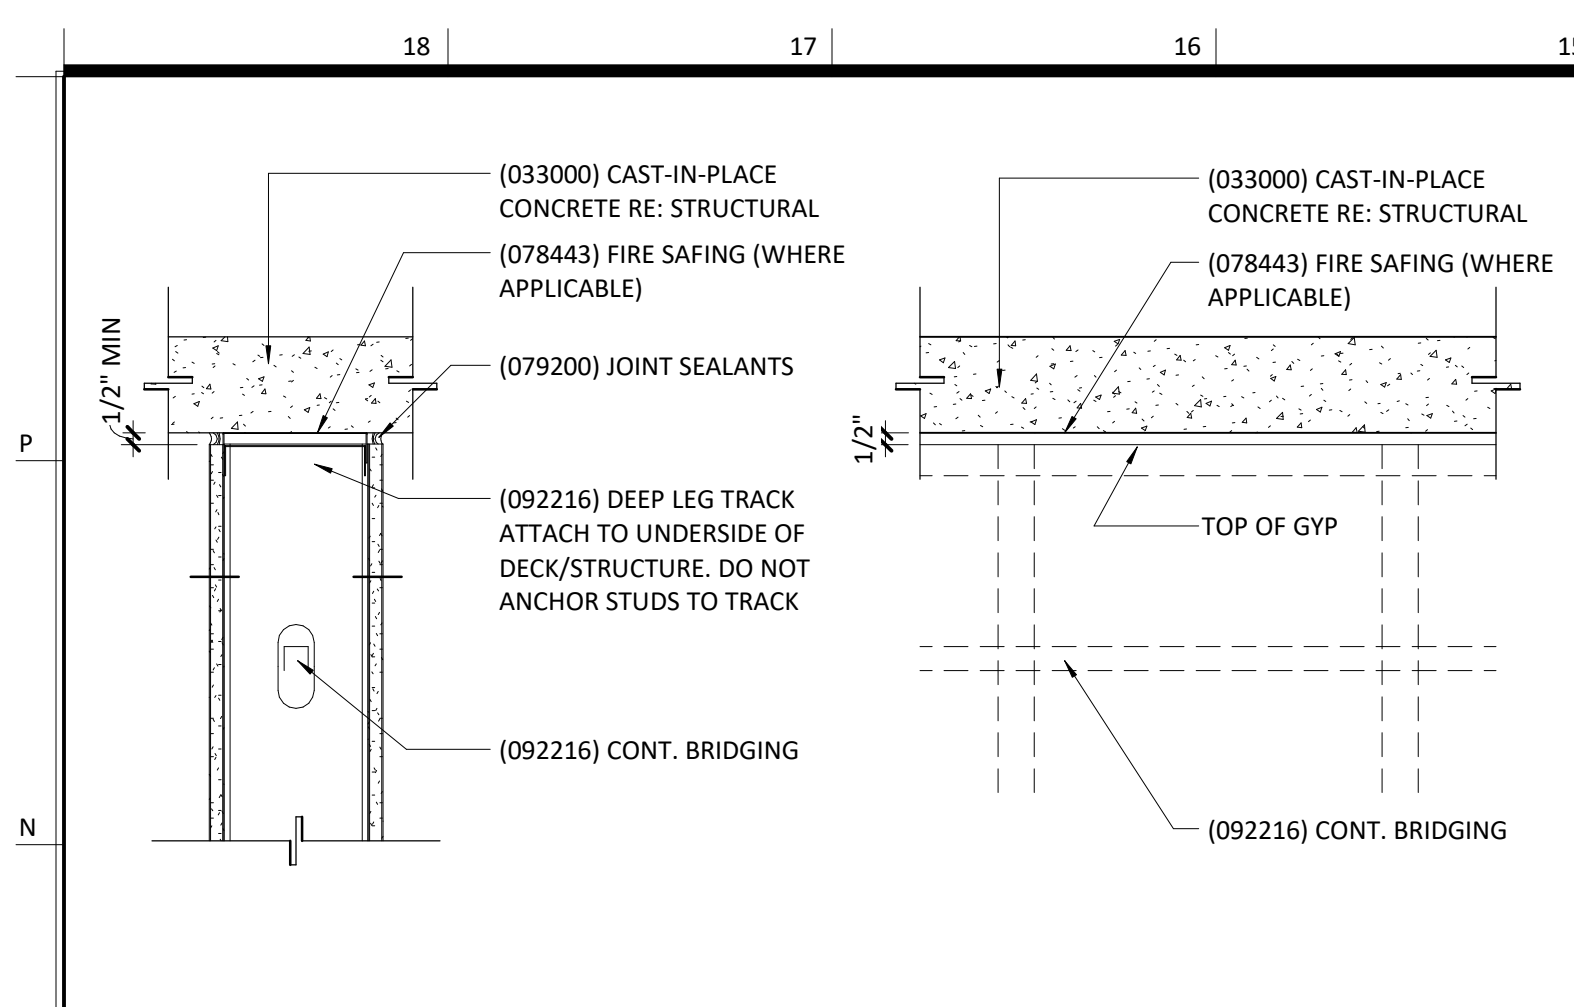 18
17
16
15
(033000) CAST-IN-PLACE
CONCRETE RE: STRUCTURAL
(078443) FIRE SAFING (WHERE
APPLICABLE)
(079200) JOINT SEALANTS
1/2" MIN
(092216) DEEP LEG TRACK
ATTACH TO UNDERSIDE OF
DECK/STRUCTURE. DO NOT
ANCHOR STUDS TO TRACK
(092216) CONT. BRIDGING
(033000) CAST-IN-PLACE
CONCRETE RE: STRUCTURAL
(078443) FIRE SAFING (WHERE
APPLICABLE)
1/2"
TOP OF GYP
(092216) CONT. BRIDGING
P
N